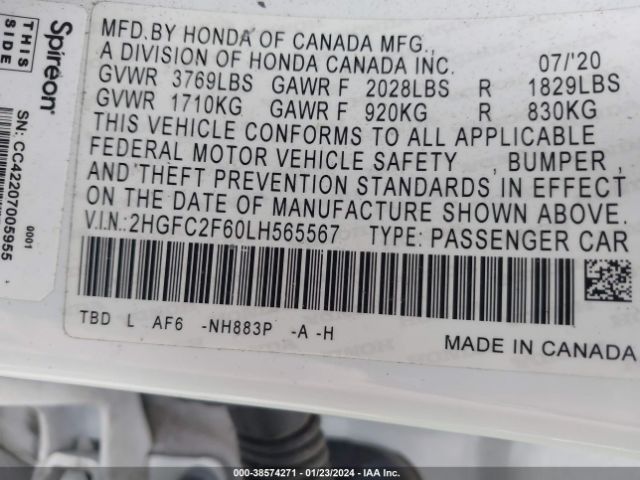 MFD.BY HONDA OF CANADA MFG.,
A DIVISION OF HONDA CANADA INC. 07/'20
GVWR 3769LBS GAWR F 2028LBS R 1829LBS
GVWR 1710KG GAWR F 920KG R 830KG
THIS VEHICLE CONFORMS TO ALL APPLICABLE
FEDERAL MOTOR VEHICLE SAFETY , BUMPER ,
AND THEFT PREVENTION STANDARDS IN EFFECT
ON THE DATE OF MANUFACTURE SHOWN ABOVE.
V.I.N.:2HGFC2F60LH565567 TYPE: PASSENGER CAR
TBD L AF6 -NH883P -A -H
MADE IN CANADA
THIS
SIDE
Spireon
SN: CC42207005955
0001
000-38574271 - 01/23/2024 - IAA Inc.